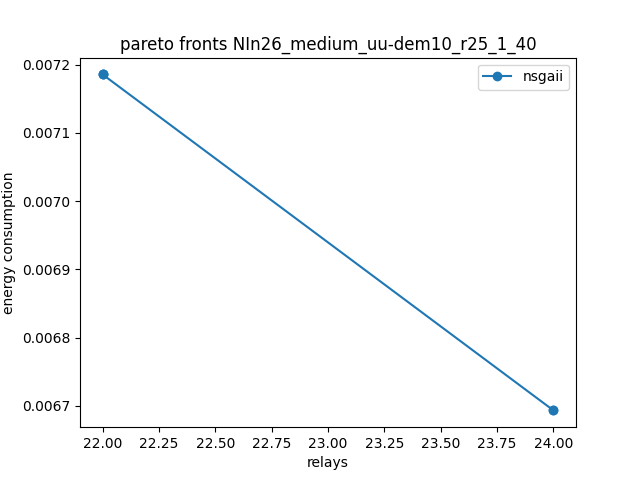 pareto fronts NIn26_medium_uu-dem10_r25_1_40
nsgaii
0.0072
0.0071
0.0070
0.0069
0.0068
0.0067
energy consumption
22.00 22.25 22.50 22.75 23.00 23.25 23.50 23.75 24.00
relays